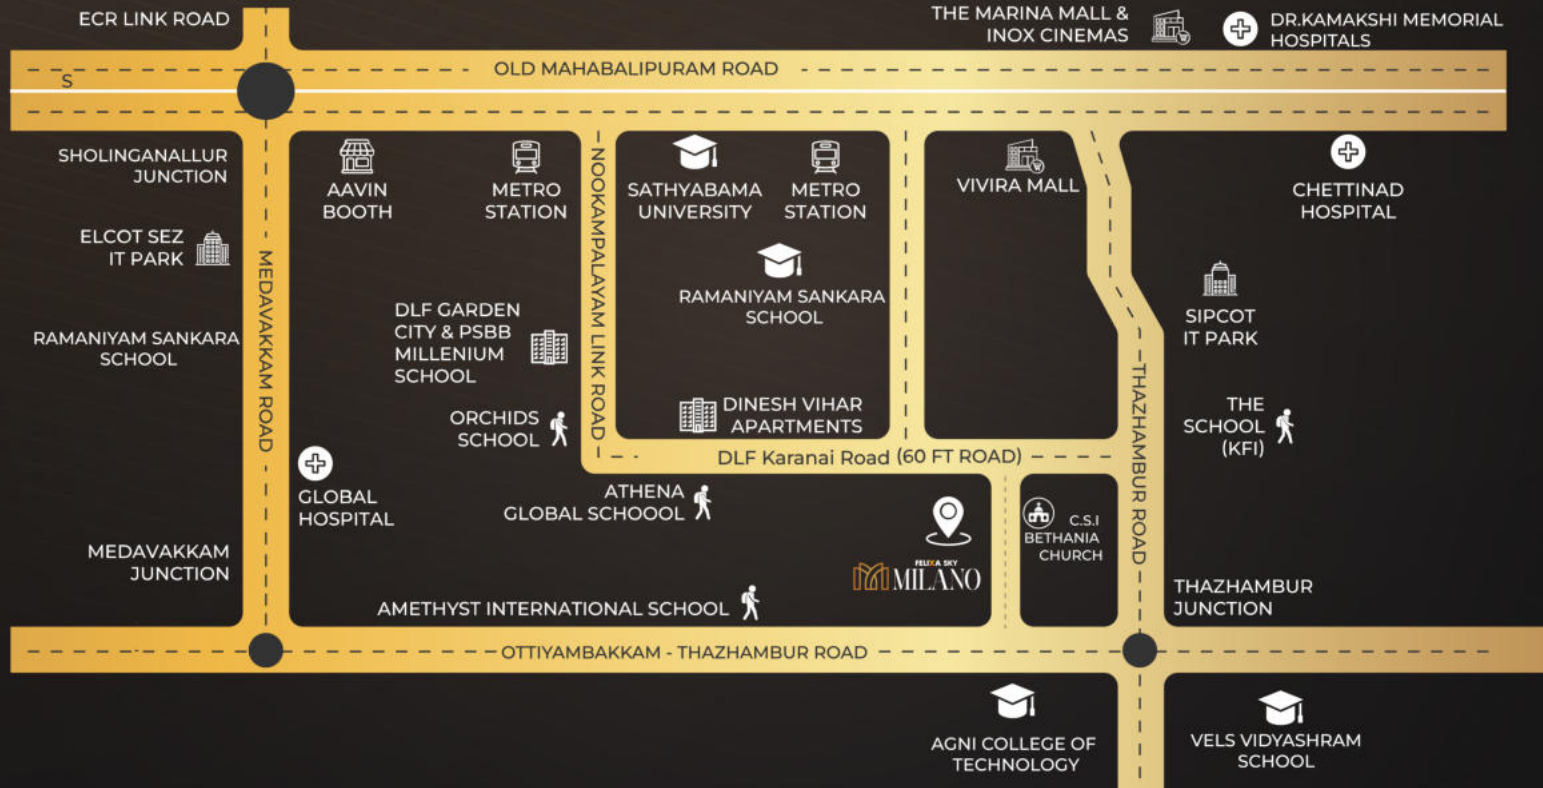 ECR LINK ROAD
THE MARINA MALL &
INOX CINEMAS
DR.KAMAKSHI MEMORIAL
HOSPITALS
OLD MAHABALIPURAM ROAD
S
SHOLINGANALLUR
JUNCTION
AAVIN
BOOTH
METRO
STATION
NOOKAMPALAYAM LINK ROAD
SATHYABAMA
UNIVERSITY
METRO
STATION
VIVIRA MALL
CHETTINAD
HOSPITAL
ELCOT SEZ
IT PARK
MEDAVAKKAM ROAD
RAMANIYAM SANKARA
SCHOOL
DLF GARDEN
CITY & PSBB
MILLENIUM
SCHOOL
RAMANIYAM SANKARA
SCHOOL
SIPCOT
IT PARK
THAZHAMBUR ROAD
ORCHIDS
SCHOOL
DINESH VIHAR
APARTMENTS
THE
SCHOOL
(KFI)
DLF Karanai Road (60 FT ROAD)
GLOBAL
HOSPITAL
ATHENA
GLOBAL SCHOOOL
C.S.I
BETHANIA
CHURCH
MEDAVAKKAM
JUNCTION
FELIXA SKY
MILANO
THAZHAMBUR
JUNCTION
AMETHYST INTERNATIONAL SCHOOL
OTTIYAMBAKKAM - THAZHAMBUR ROAD
AGNI COLLEGE OF
TECHNOLOGY
VELS VIDYASHRAM
SCHOOL